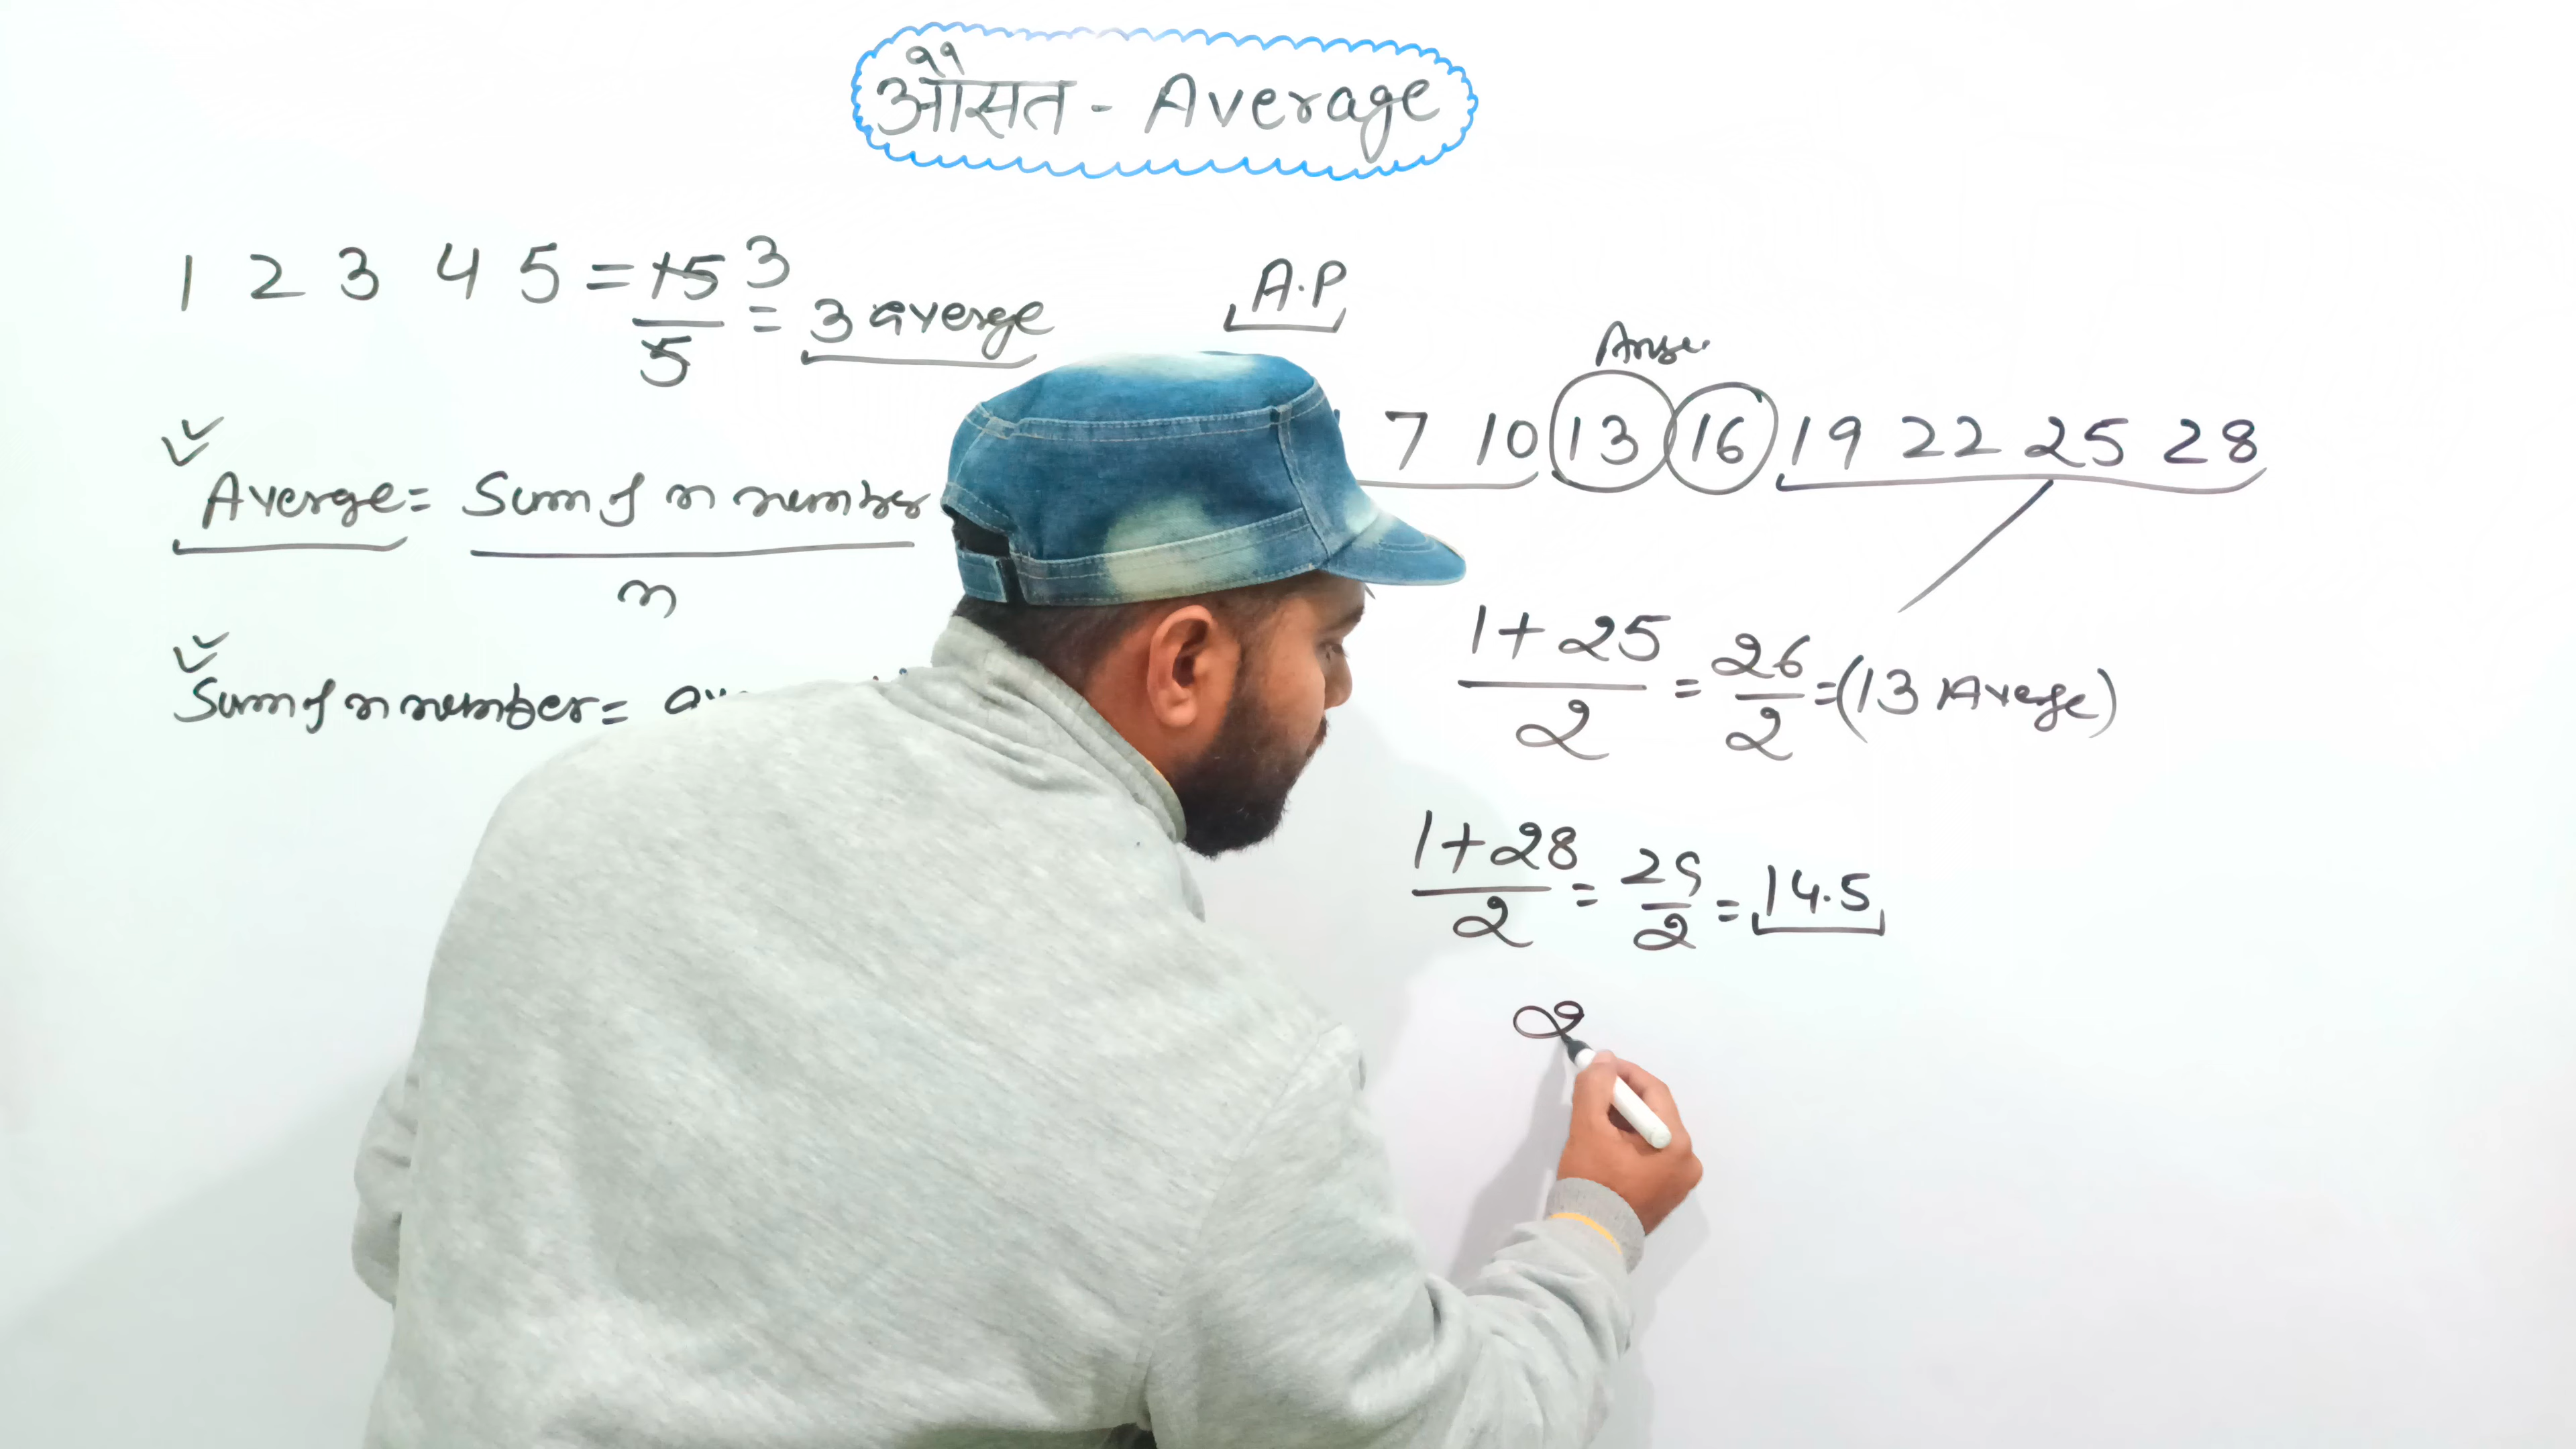 औसत - Average
1 2 3 4 5 = 15 3
5
= 3 averge
A.P
Averge = Sum of n number
n
Sum of n number =
7 10 13 16 19 22 25 28
1 + 25
2
= 26
2
= (13 Averge)
1 + 28
2
= 29
2
= 14.5